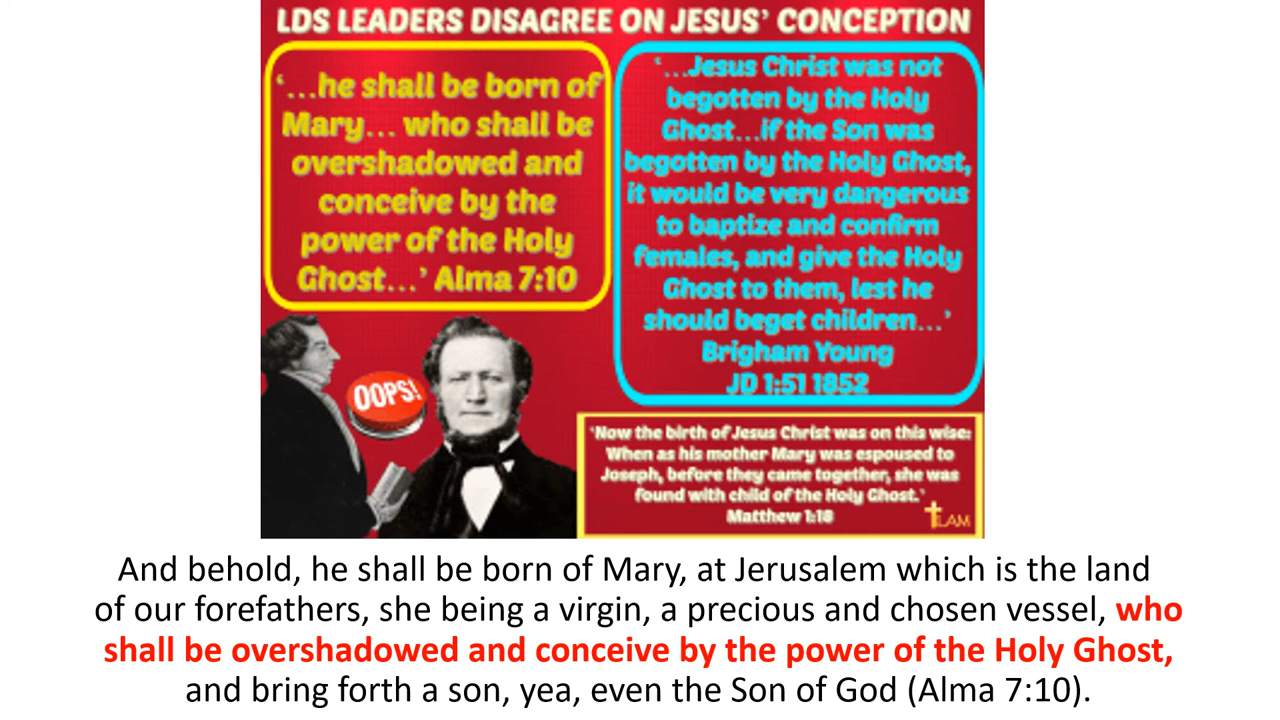 LDS LEADERS DISAGREE ON JESUS' CONCEPTION
'...he shall be born of
Mary... who shall be
overshadowed and
conceive by the
power of the Holy
Ghost...' Alma 7:10
'...Jesus Christ was not
begotten by the Holy
Ghost...if the Son was
begotten by the Holy Ghost,
it would be very dangerous
to baptize and confirm
females, and give the Holy
Ghost to them, lest he
should beget children...'
Brigham Young
JD 1:51 1852
OOPS!
'Now the birth of Jesus Christ was on this wise:
When as his mother Mary was espoused to
Joseph, before they came together, she was
found with child of the Holy Ghost.'
Matthew 1:18
LAM
And behold, he shall be born of Mary, at Jerusalem which is the land
of our forefathers, she being a virgin, a precious and chosen vessel, who
shall be overshadowed and conceive by the power of the Holy Ghost,
and bring forth a son, yea, even the Son of God (Alma 7:10).